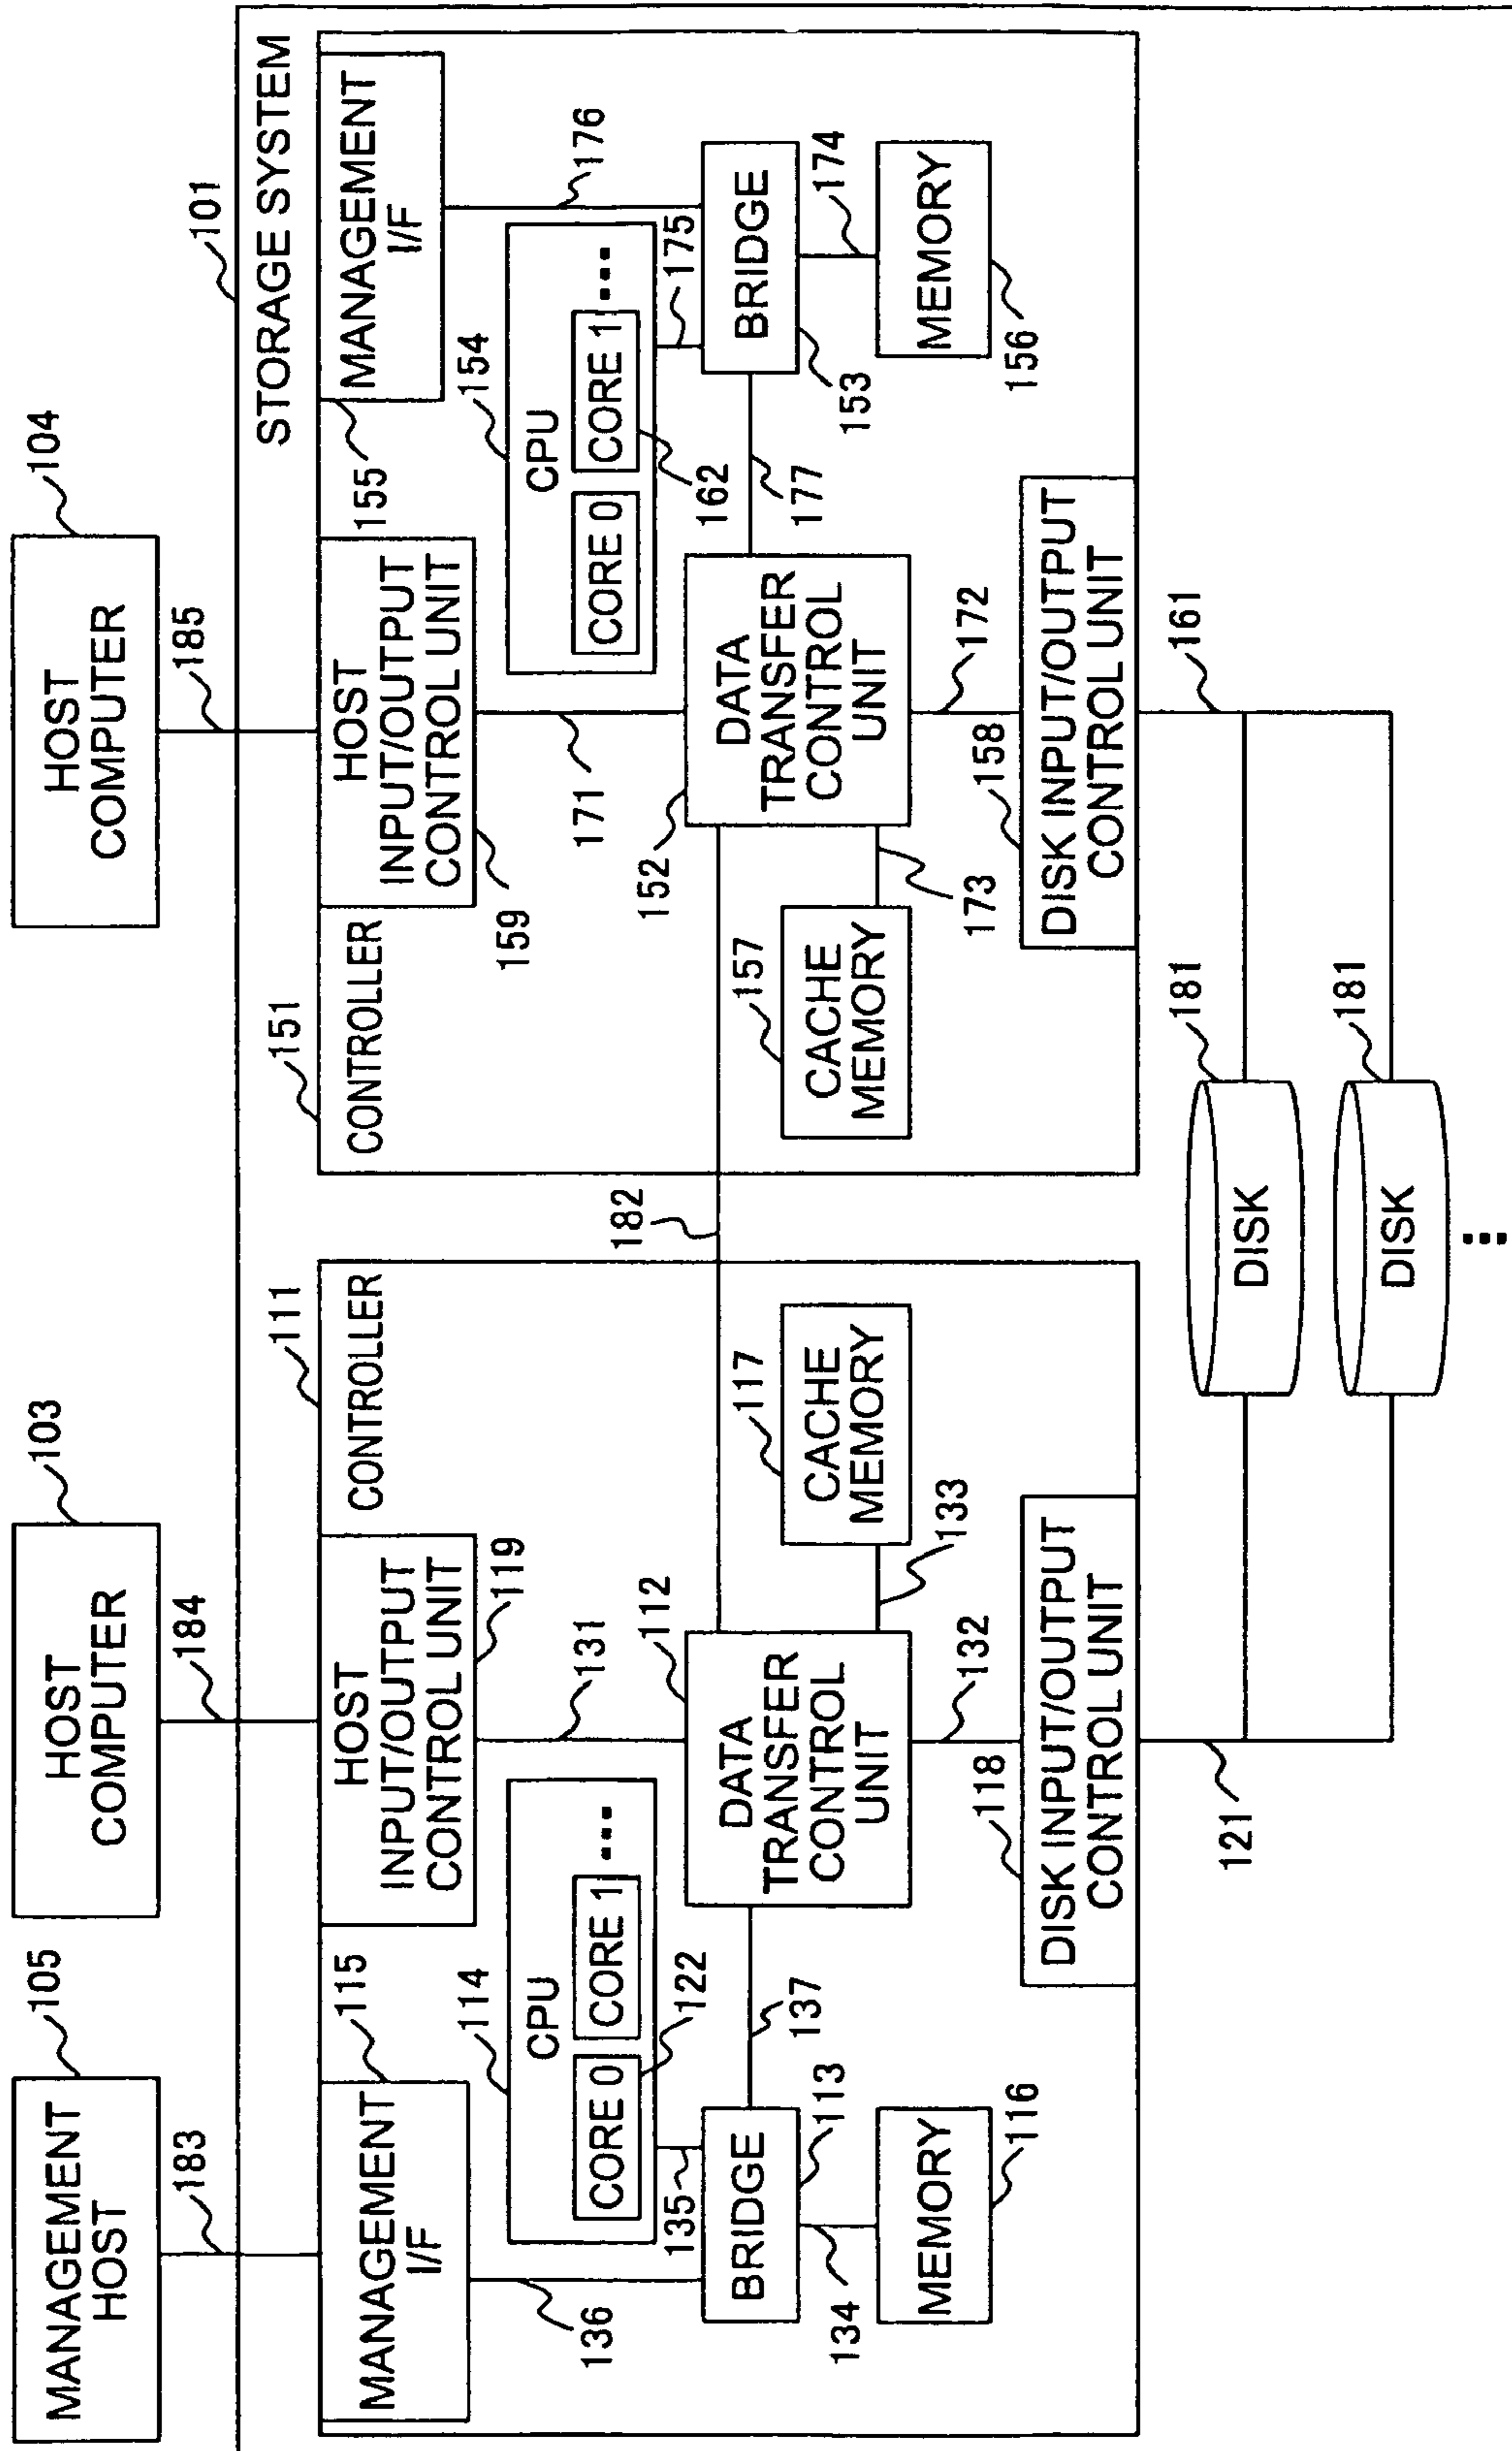 MANAGEMENT
HOST
105
183
HOST
COMPUTER
103
184
HOST
COMPUTER
104
185
101
STORAGE SYSTEM
111
CONTROLLER
MANAGEMENT
I/F
115
HOST
INPUT/OUTPUT
CONTROL UNIT
119
114
CPU
CORE 0
CORE 1
...
122
136
135
131
BRIDGE
113
137
DATA
TRANSFER
CONTROL
UNIT
112
117
CACHE
MEMORY
133
134
MEMORY
116
132
118
DISK INPUT/OUTPUT
CONTROL UNIT
121
182
151
CONTROLLER
HOST
INPUT/OUTPUT
CONTROL UNIT
159
155
MANAGEMENT
I/F
154
CPU
CORE 0
CORE 1
...
162
171
175
176
152
DATA
TRANSFER
CONTROL
UNIT
177
BRIDGE
153
157
CACHE
MEMORY
173
174
MEMORY
156
172
158
DISK INPUT/OUTPUT
CONTROL UNIT
161
181
DISK
181
DISK
...